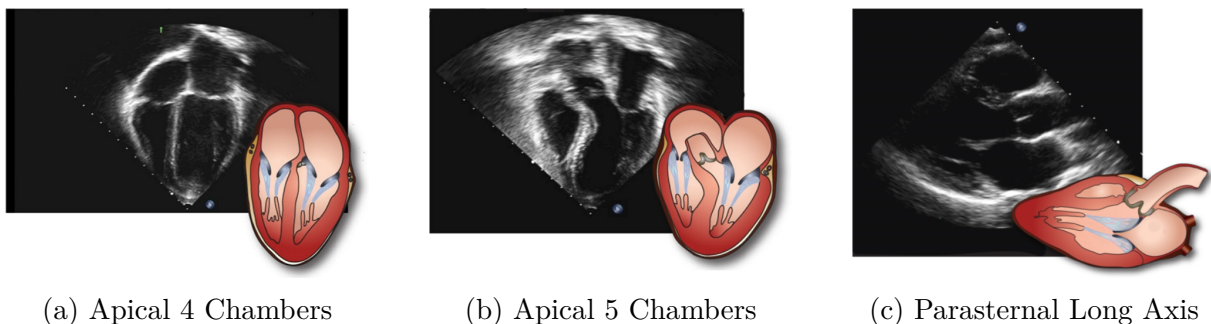 (a) Apical 4 Chambers
(b) Apical 5 Chambers
(c) Parasternal Long Axis